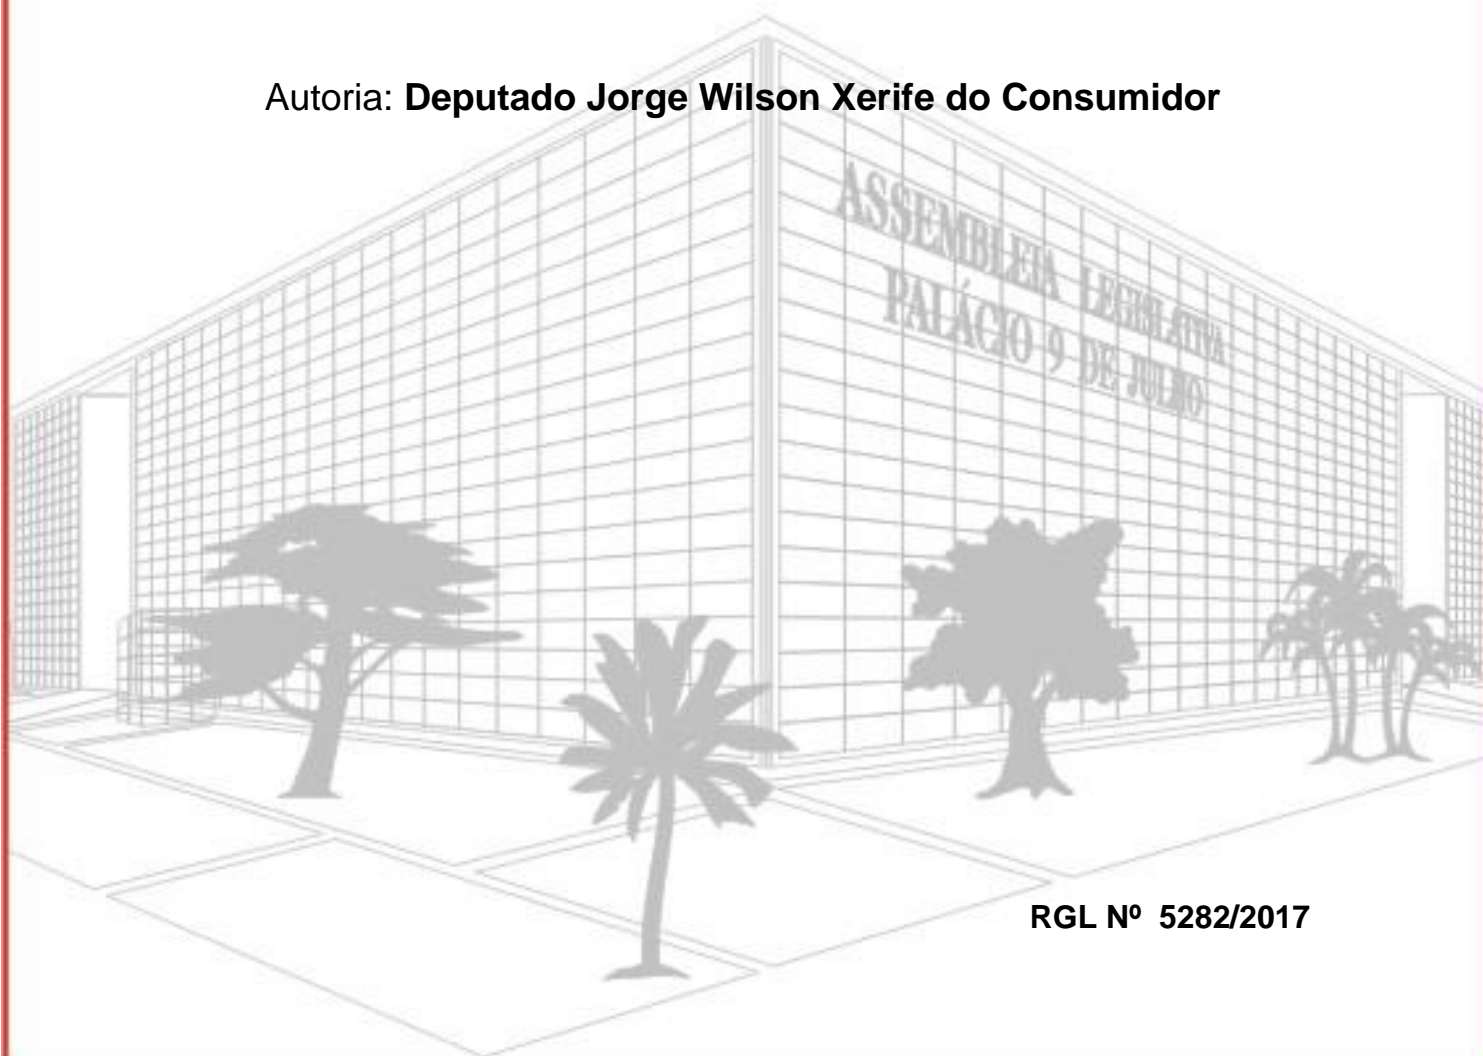 Autoria: Deputado Jorge Wilson Xerife do Consumidor
ASSEMBLEIA LEGISLATIVA
PALÁCIO 9 DE JULHO
RGL Nº 5282/2017